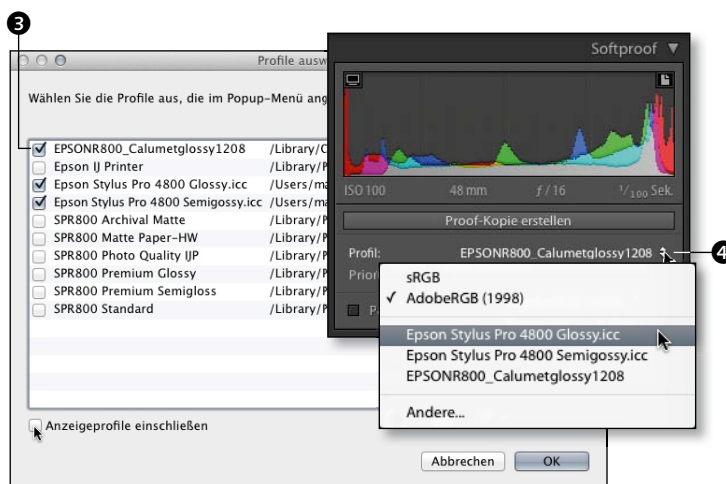 3
Profile ausw
Wählen Sie die Profile aus, die im Popup-Menü ang
EPSONR800_Calumetglossy1208 /Library/C
Epson IJ Printer /Library/P
Epson Stylus Pro 4800 Glossy.icc /Users/ma
Epson Stylus Pro 4800 Semigossy.icc /Users/ma
SPR800 Archival Matte /Library/P
SPR800 Matte Paper-HW /Library/P
SPR800 Photo Quality IJP /Library/P
SPR800 Premium Glossy /Library/P
SPR800 Premium Semigloss /Library/P
SPR800 Standard /Library/P
Anzeigeprofile einschließen
Abbrechen OK
Softproof
ISO 100 48 mm ƒ / 16 1/100 Sek.
Proof-Kopie erstellen
Profil: EPSONR800_Calumetglossy1208
4
Priori
sRGB
✓ AdobeRGB (1998)
Epson Stylus Pro 4800 Glossy.icc
Epson Stylus Pro 4800 Semigossy.icc
EPSONR800_Calumetglossy1208
Andere...